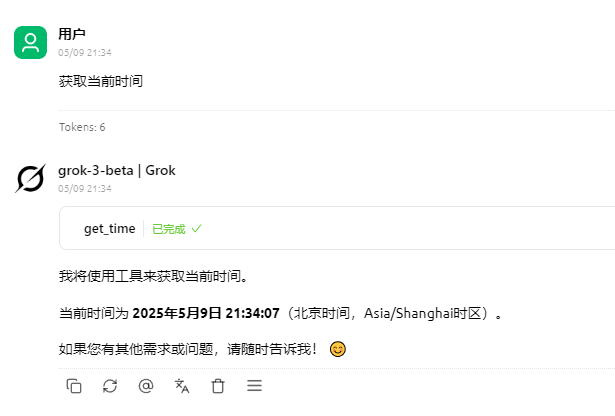 用户
05/09 21:34
获取当前时间
Tokens: 6
grok-3-beta | Grok
05/09 21:34
get_time 已完成
我将使用工具来获取当前时间。
当前时间为 2025年5月9日 21:34:07（北京时间，Asia/Shanghai时区）。
如果您有其他需求或问题，请随时告诉我！ 😊